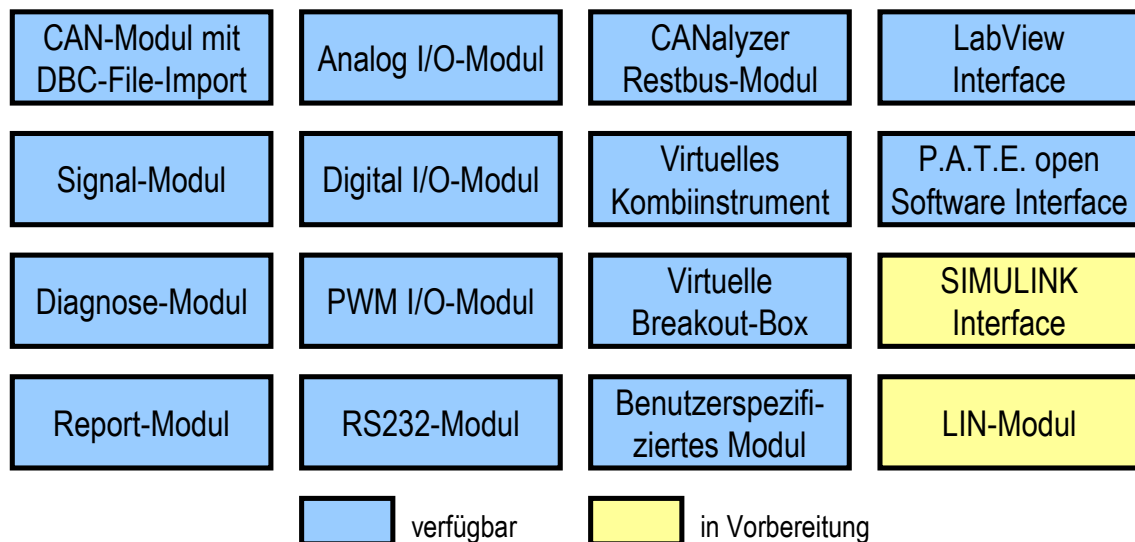 CAN-Modul mit
DBC-File-Import
Analog I/O-Modul
CANalyzer
Restbus-Modul
LabView
Interface
Signal-Modul
Digital I/O-Modul
Virtuelles
Kombiinstrument
P.A.T.E. open
Software Interface
Diagnose-Modul
PWM I/O-Modul
Virtuelle
Breakout-Box
SIMULINK
Interface
Report-Modul
RS232-Modul
Benutzerspezifi-
ziertes Modul
LIN-Modul
verfügbar
in Vorbereitung